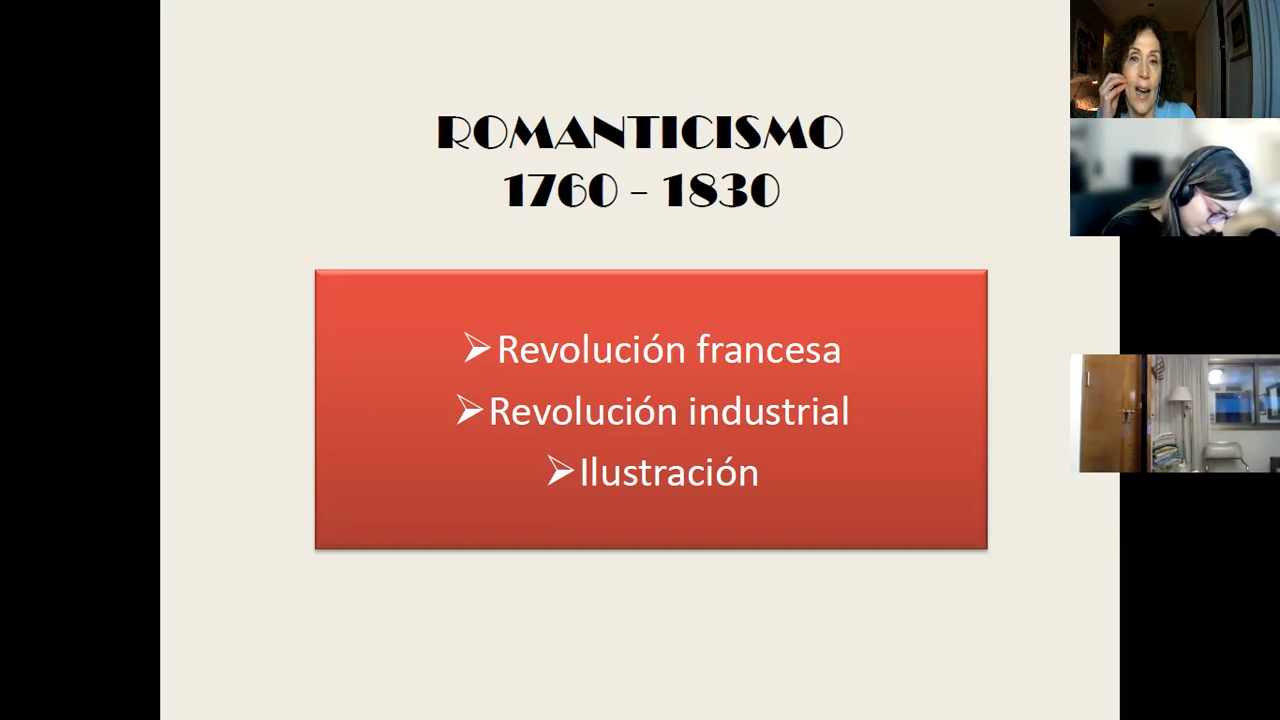 ROMANTICISMO
1760 - 1830
➢Revolución francesa
➢Revolución industrial
➢Ilustración